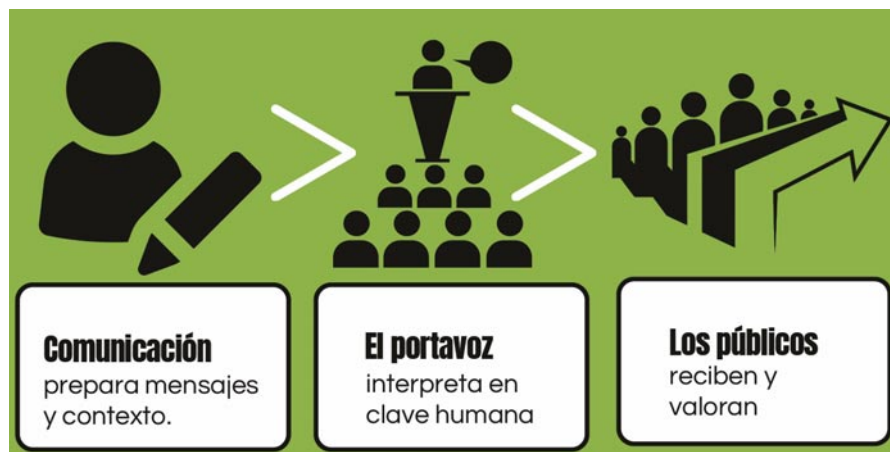 Comunicación
prepara mensajes
y contexto.
El portavoz
interpreta en
clave humana
Los públicos
reciben y
valoran